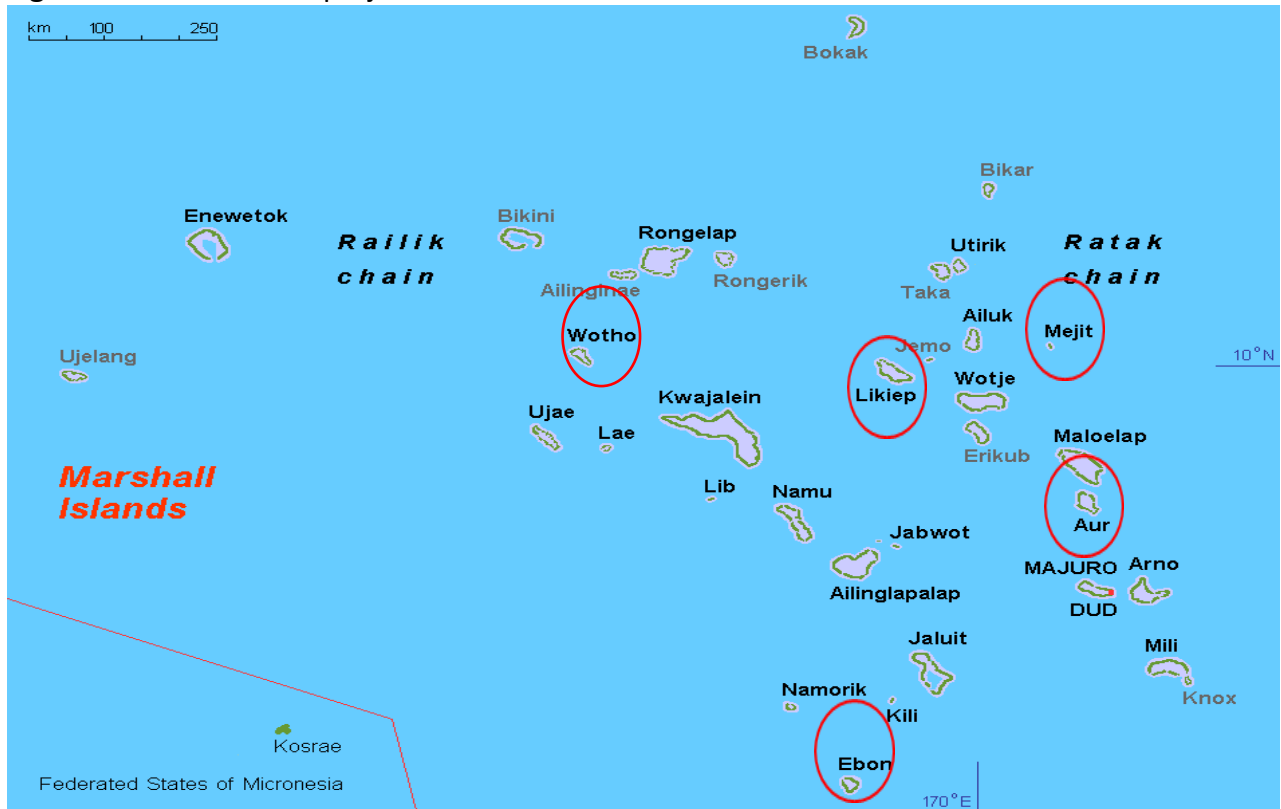 km 100 250
Bokak
Bikar
Enewetok
Railik
chain
Bikini
Rongelap
Ailinginae
Rongerik
Utirik
Taka
Ratak
chain
Wotho
Ailuk
Mejit
Jemo
10°N
Ujelang
Likiep
Wotje
Kwajalein
Ujae
Lae
Erikub
Maloelap
Marshall
Islands
Lib
Namu
Aur
Jabwot
Ailinglapalap
MAJURO
Arno
DUD
Jaluit
Mili
Namorik
Kili
Knox
Kosrae
Ebon
Federated States of Micronesia
170°E